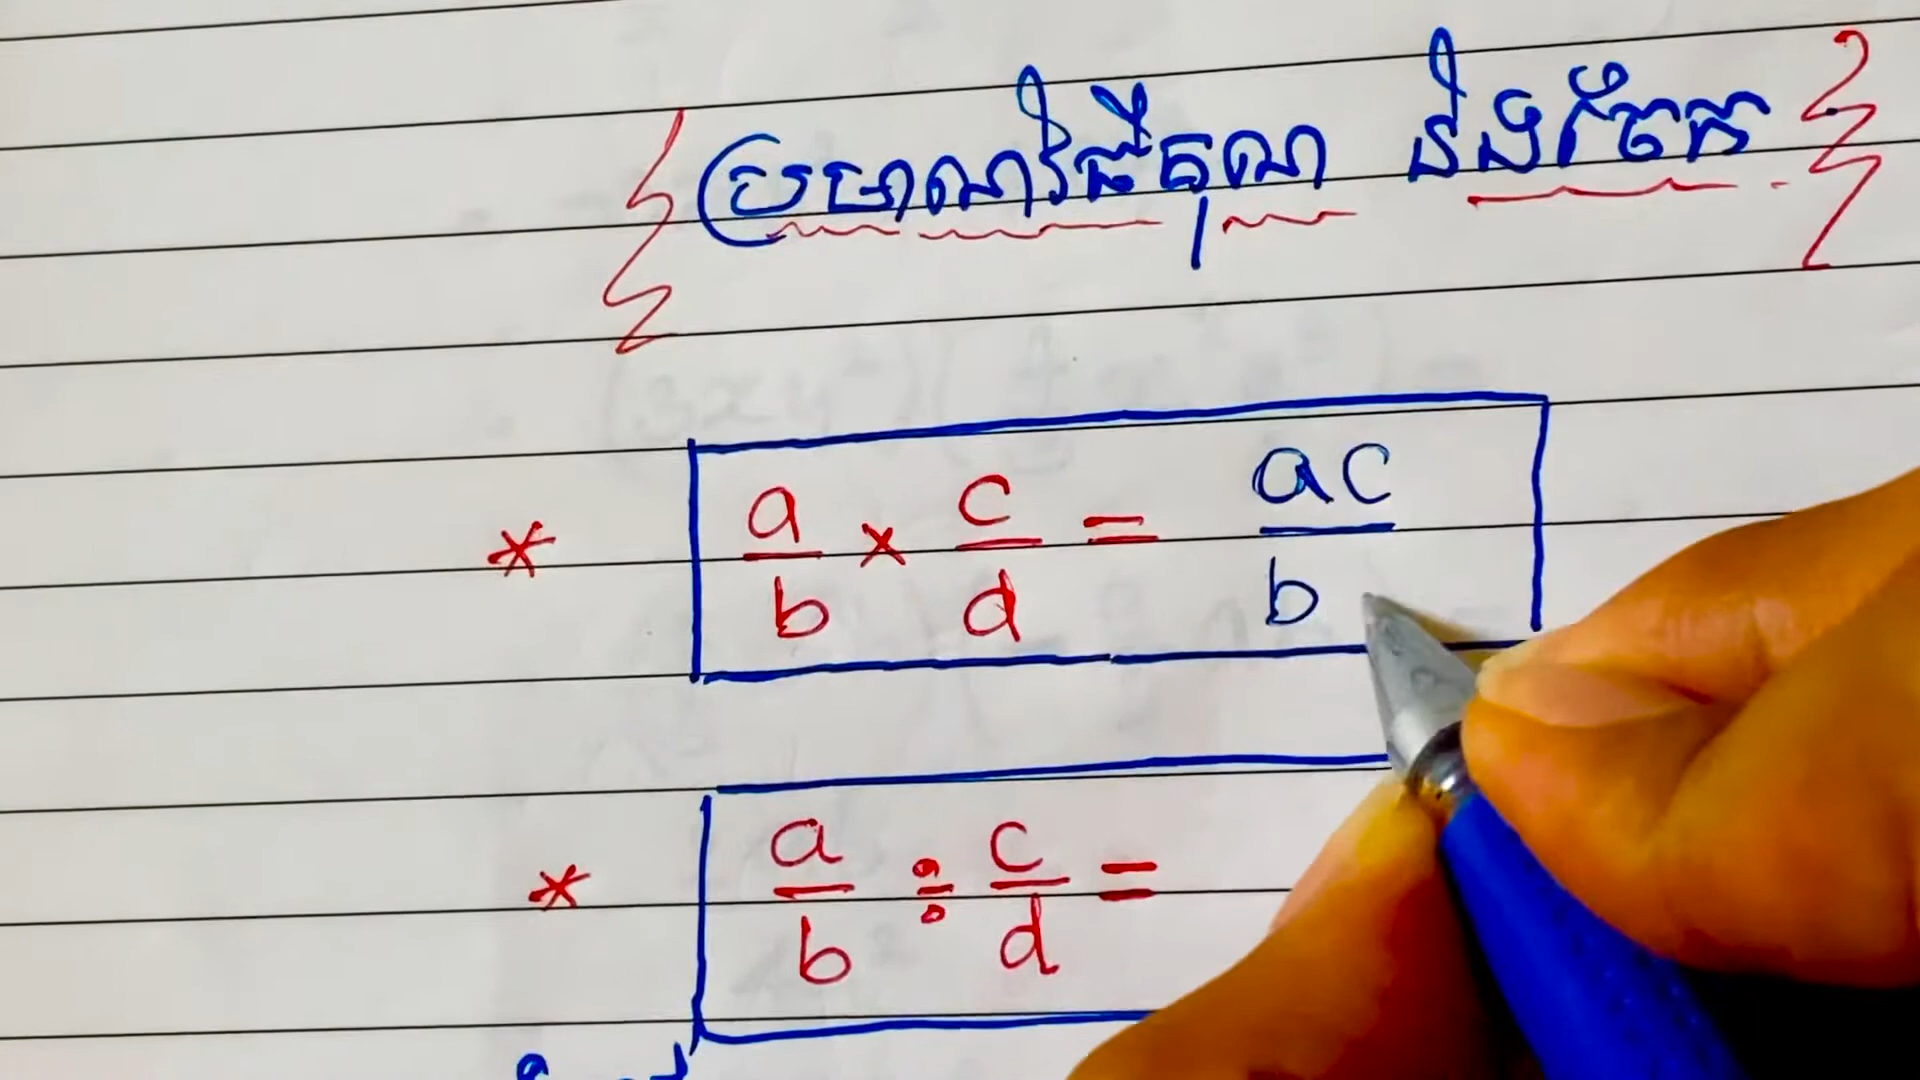 ប្រមាណវិធីគុណ និងចែក
* a/b × c/d = ac/b
* a/b ÷ c/d =